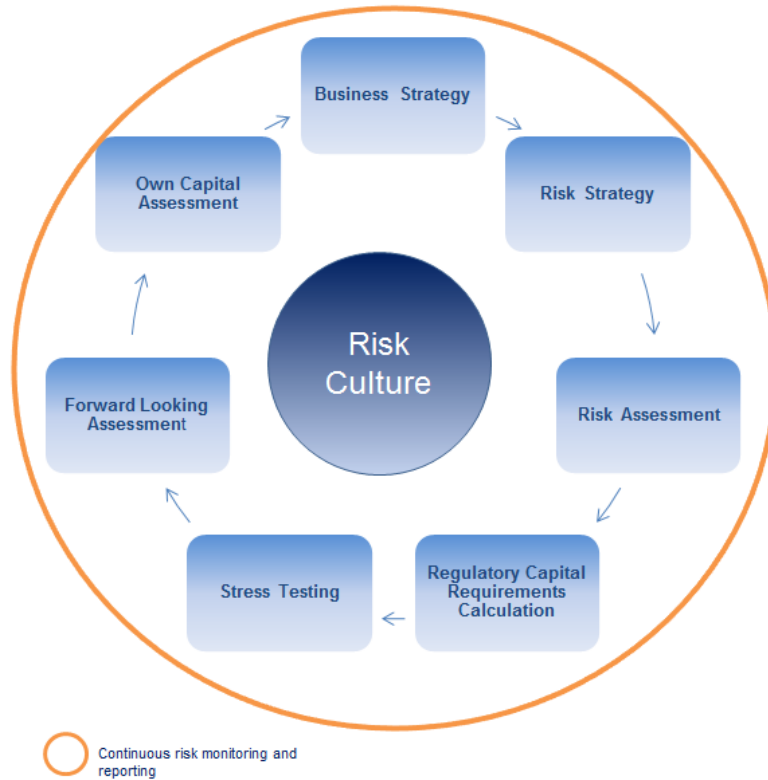 Business Strategy
Own Capital
Assessment
Risk Strategy
Risk
Culture
Forward Looking
Assessment
Risk Assessment
Stress Testing
Regulatory Capital
Requirements
Calculation
Continuous risk monitoring and
reporting